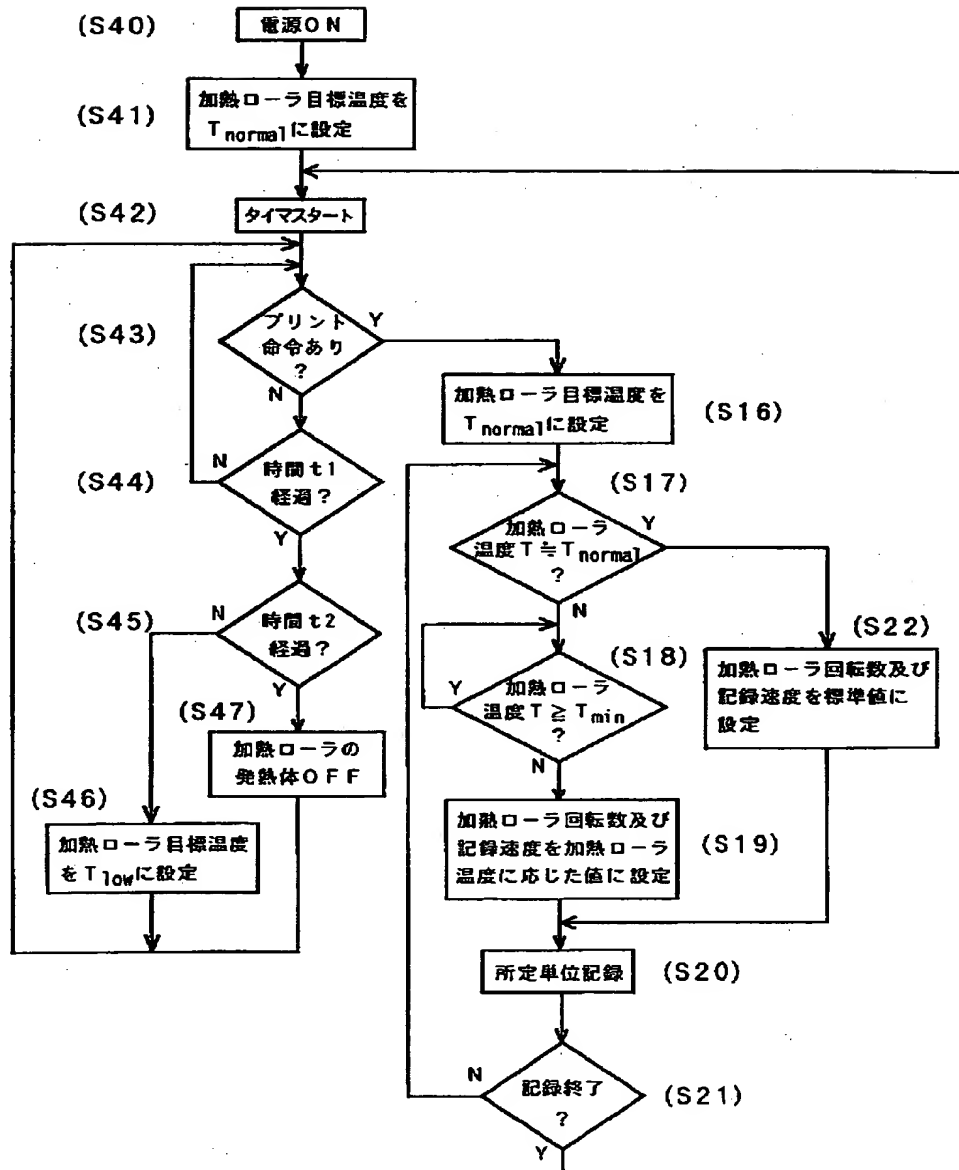 (S40)
電源ON
(S41)
加熱ローラ目標温度を
Tnormalに設定
(S42)
タイマスタート
(S43)
プリント
命令あり
?
Y
N
(S44)
時間t1
経過?
N
Y
(S45)
時間t2
経過?
N
Y
(S47)
加熱ローラの
発熱体OFF
(S46)
加熱ローラ目標温度
をTlowに設定
加熱ローラ目標温度を
Tnormalに設定
(S16)
(S17)
加熱ローラ
温度T≒Tnormal
?
Y
N
(S18)
加熱ローラ
温度T≧Tmin
?
Y
N
(S22)
加熱ローラ回転数及び
記録速度を標準値に
設定
加熱ローラ回転数及び
記録速度を加熱ローラ
温度に応じた値に設定
(S19)
所定単位記録
(S20)
記録終了
?
N
Y
(S21)